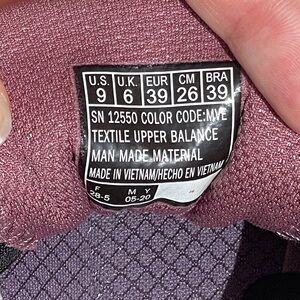 U.S. U.K. EUR CM BRA
9 6 39 26 39
SN 12550 COLOR CODE:MVE
TEXTILE UPPER BALANCE
MAN MADE MATERIAL
MADE IN VIETNAM/HECHO EN VIETNAM
F M Y
28-5 05-20